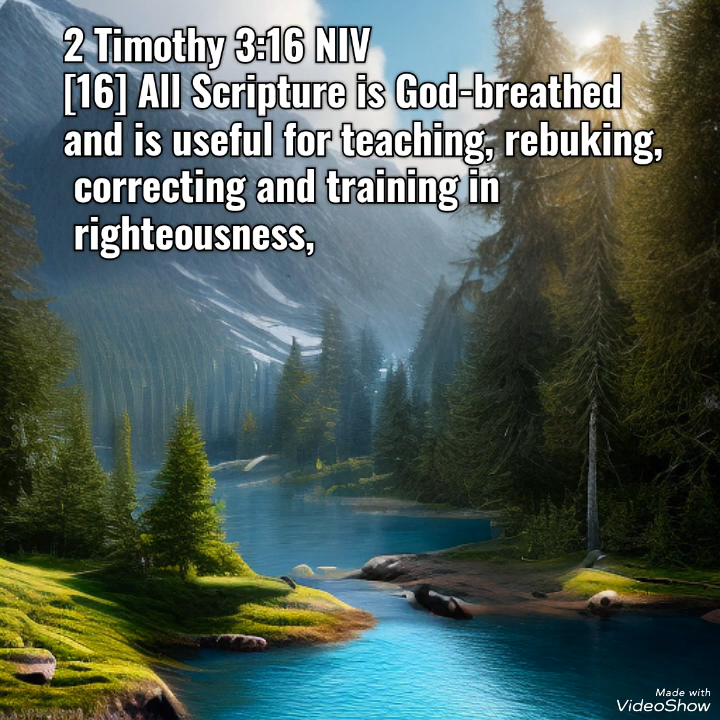 2 Timothy 3:16 NIV
[16] All Scripture is God-breathed
and is useful for teaching, rebuking,
correcting and training in
righteousness,
Made with
VideoShow